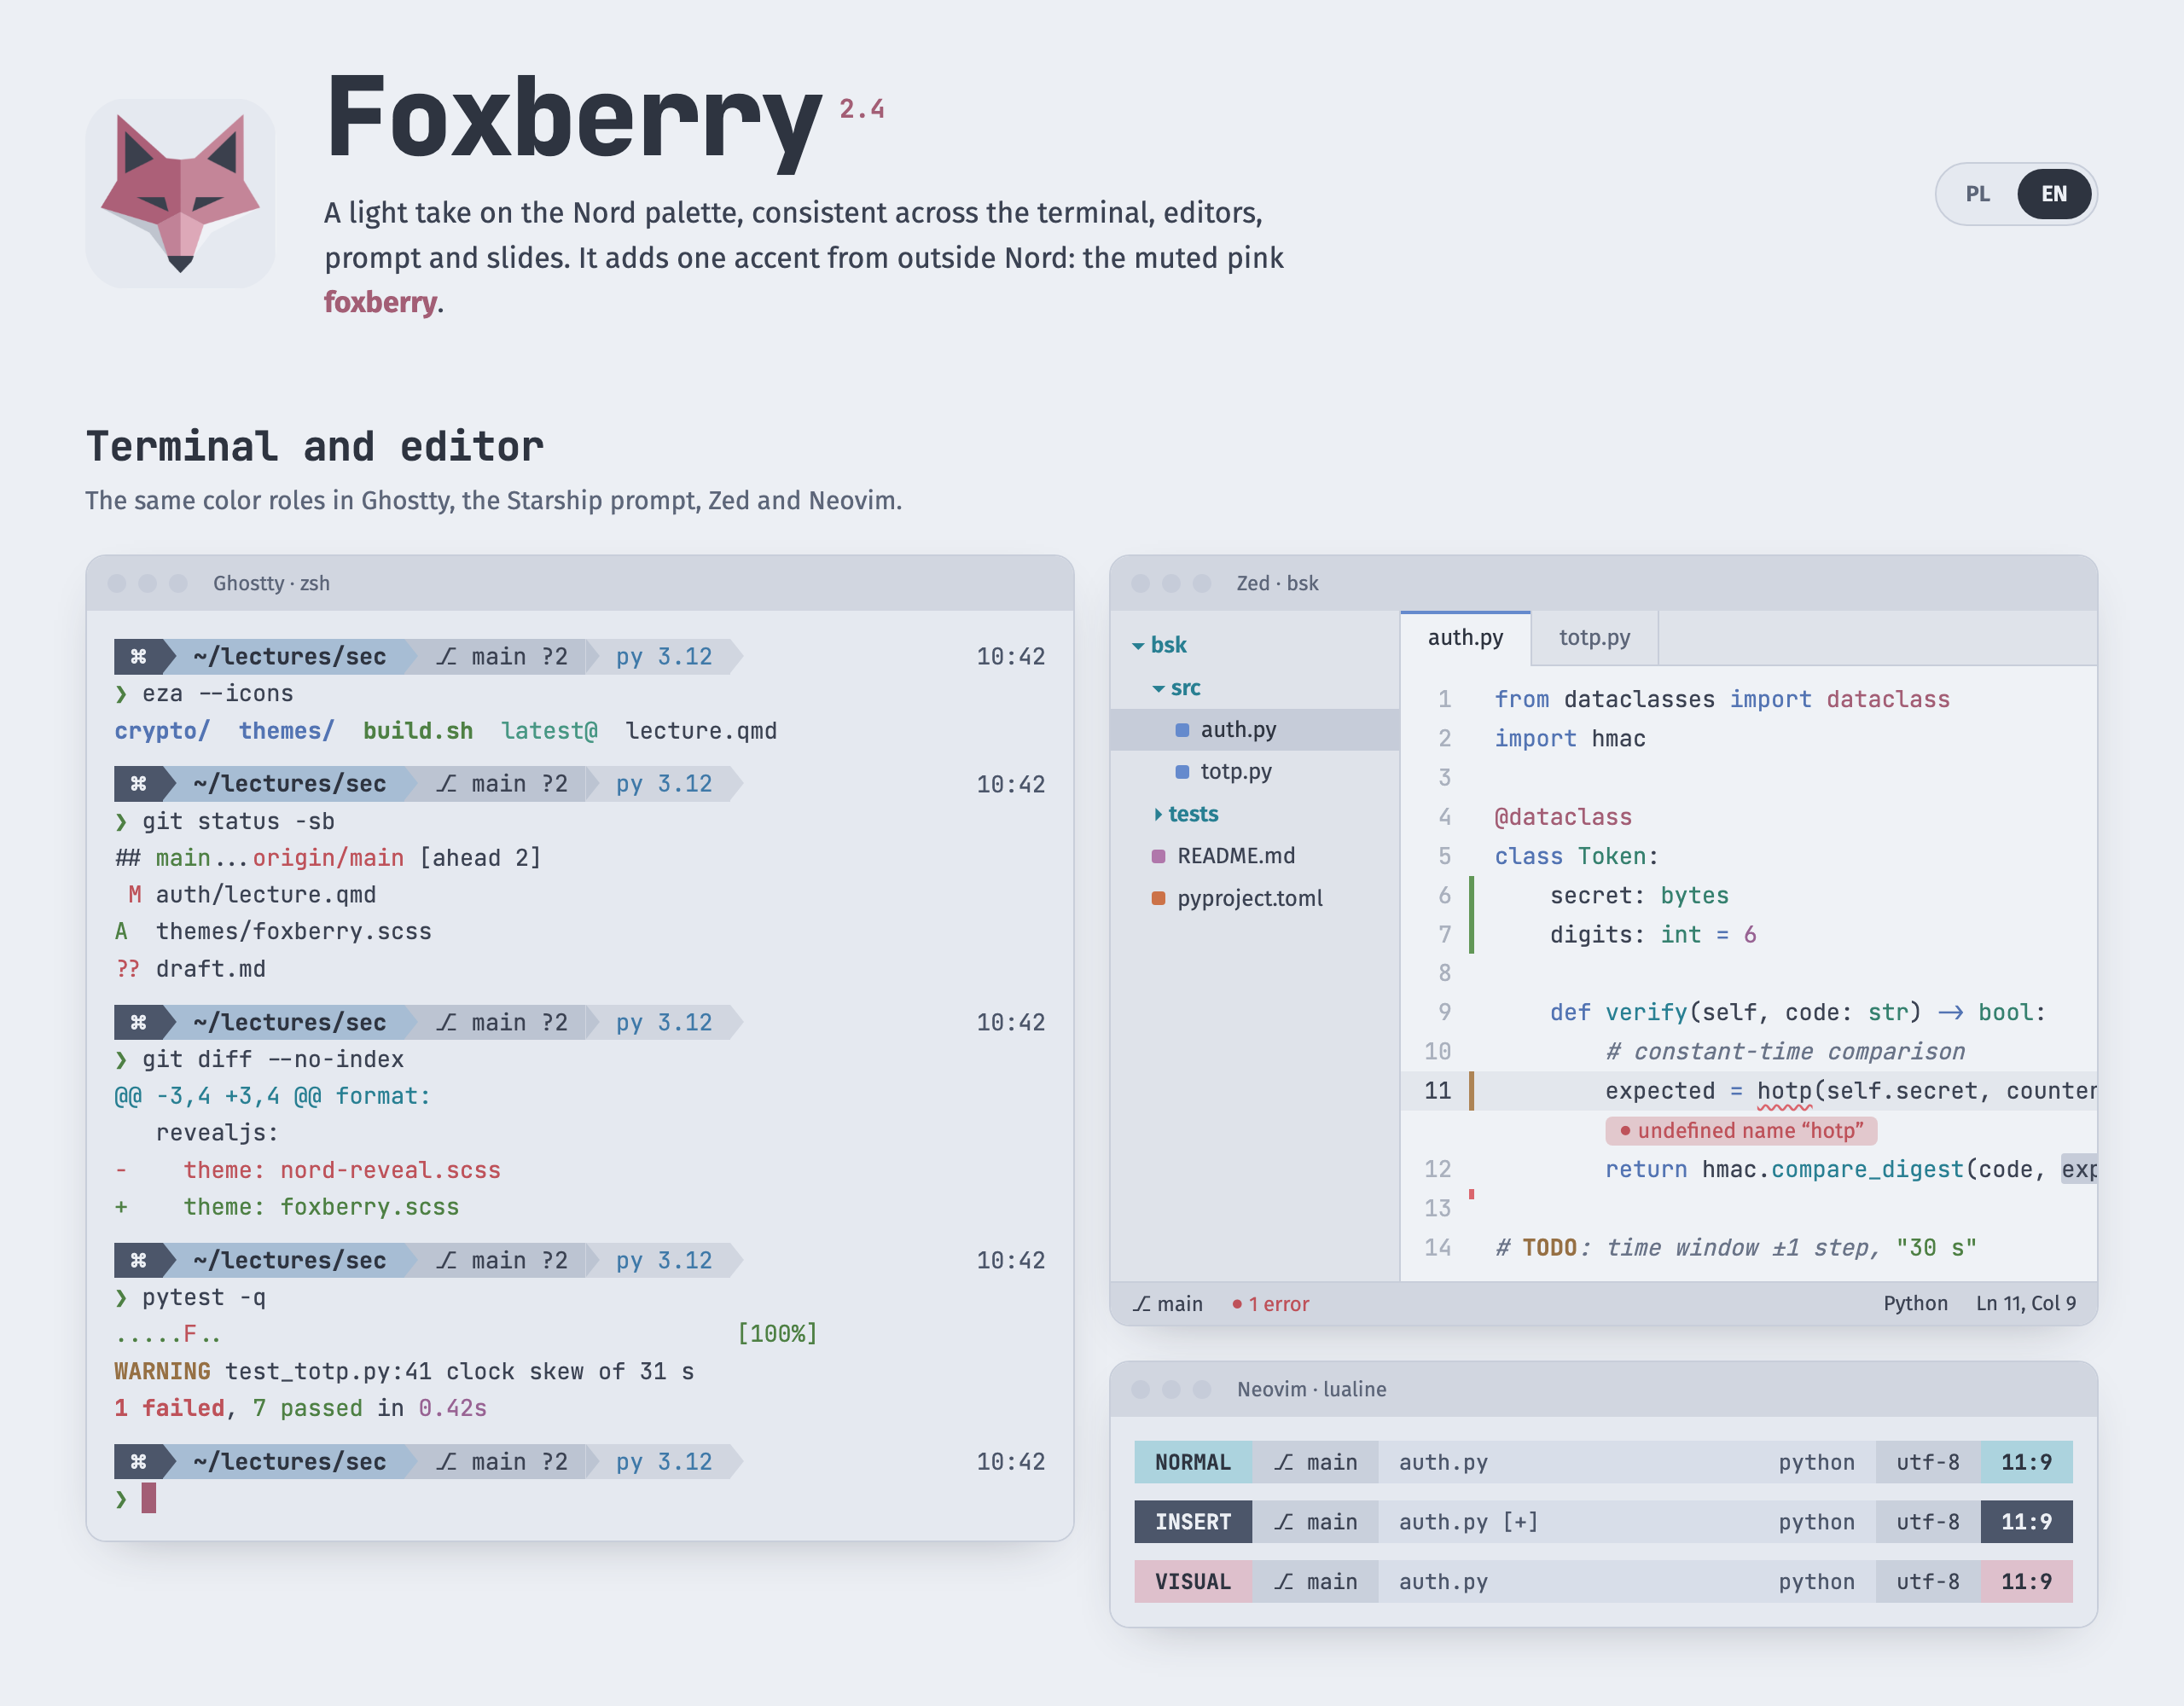 Foxberry 2.4
A light take on the Nord palette, consistent across the terminal, editors,
prompt and slides. It adds one accent from outside Nord: the muted pink
foxberry.
PL EN
Terminal and editor
The same color roles in Ghostty, the Starship prompt, Zed and Neovim.
Ghostty · zsh
⌘ ~/lectures/sec ⎇ main ?2 py 3.12 10:42
❯ eza --icons
crypto/ themes/ build.sh latest@ lecture.qmd
⌘ ~/lectures/sec ⎇ main ?2 py 3.12 10:42
❯ git status -sb
## main...origin/main [ahead 2]
 M auth/lecture.qmd
A  themes/foxberry.scss
?? draft.md
⌘ ~/lectures/sec ⎇ main ?2 py 3.12 10:42
❯ git diff --no-index
@@ -3,4 +3,4 @@ format:
   revealjs:
-    theme: nord-reveal.scss
+    theme: foxberry.scss
⌘ ~/lectures/sec ⎇ main ?2 py 3.12 10:42
❯ pytest -q
.....F.. [100%]
WARNING test_totp.py:41 clock skew of 31 s
1 failed, 7 passed in 0.42s
⌘ ~/lectures/sec ⎇ main ?2 py 3.12 10:42
❯
Zed · bsk
bsk
src
auth.py
totp.py
tests
README.md
pyproject.toml
auth.py totp.py
1 from dataclasses import dataclass
2 import hmac
3
4 @dataclass
5 class Token:
6     secret: bytes
7     digits: int = 6
8
9     def verify(self, code: str) -> bool:
10         # constant-time comparison
11         expected = hotp(self.secret, counter
● undefined name “hotp”
12         return hmac.compare_digest(code, exp
13
14 # TODO: time window ±1 step, "30 s"
⎇ main ● 1 error Python Ln 11, Col 9
Neovim · lualine
NORMAL ⎇ main auth.py python utf-8 11:9
INSERT ⎇ main auth.py [+] python utf-8 11:9
VISUAL ⎇ main auth.py python utf-8 11:9